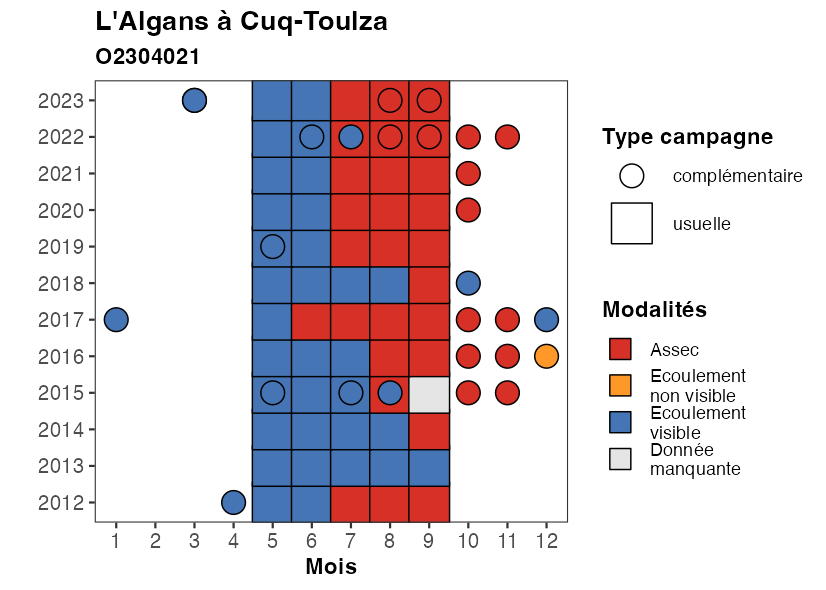 L'Algans à Cuq-Toulza
O2304021
2023
2022
2021
2020
2019
2018
2017
2016
2015
2014
2013
2012
1 2 3 4 5 6 7 8 9 10 11 12
Mois
Type campagne
complémentaire
usuelle
Modalités
Assec
Ecoulement
non visible
Ecoulement
visible
Donnée
manquante